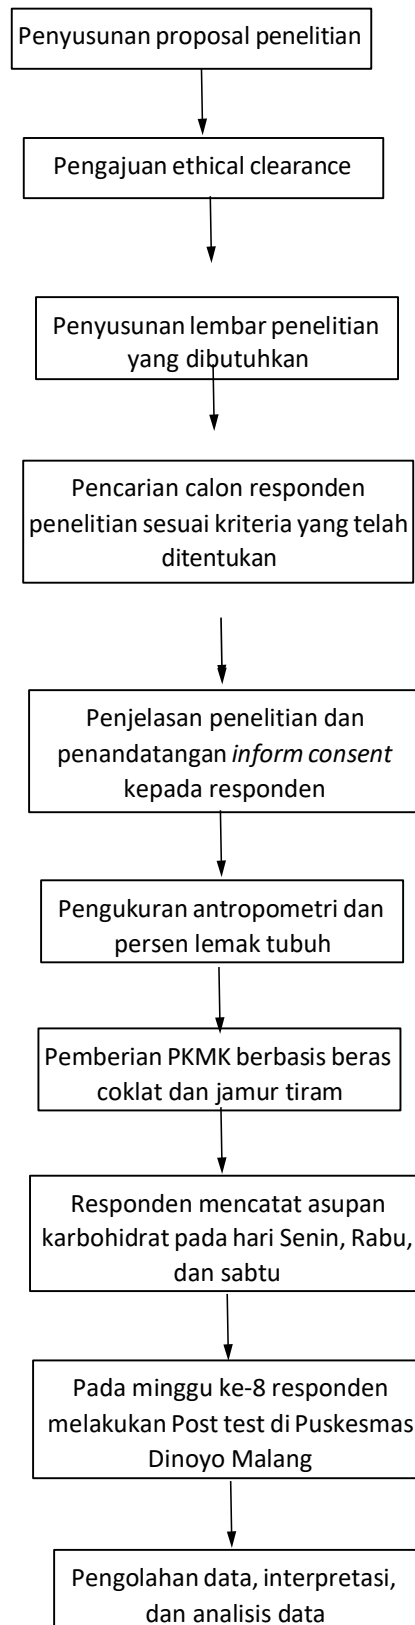 Penyusunan proposal penelitian
Pengajuan ethical clearance
Penyusunan lembar penelitian
yang dibutuhkan
Pencarian calon responden
penelitian sesuai kriteria yang telah
ditentukan
Penjelasan penelitian dan
penandatangan inform consent
kepada responden
Pengukuran antropometri dan
persen lemak tubuh
Pemberian PKMK berbasis beras
coklat dan jamur tiram
Responden mencatat asupan
karbohidrat pada hari Senin, Rabu,
dan sabtu
Pada minggu ke-8 responden
melakukan Post test di Puskesmas
Dinoyo Malang
Pengolahan data, interpretasi,
dan analisis data